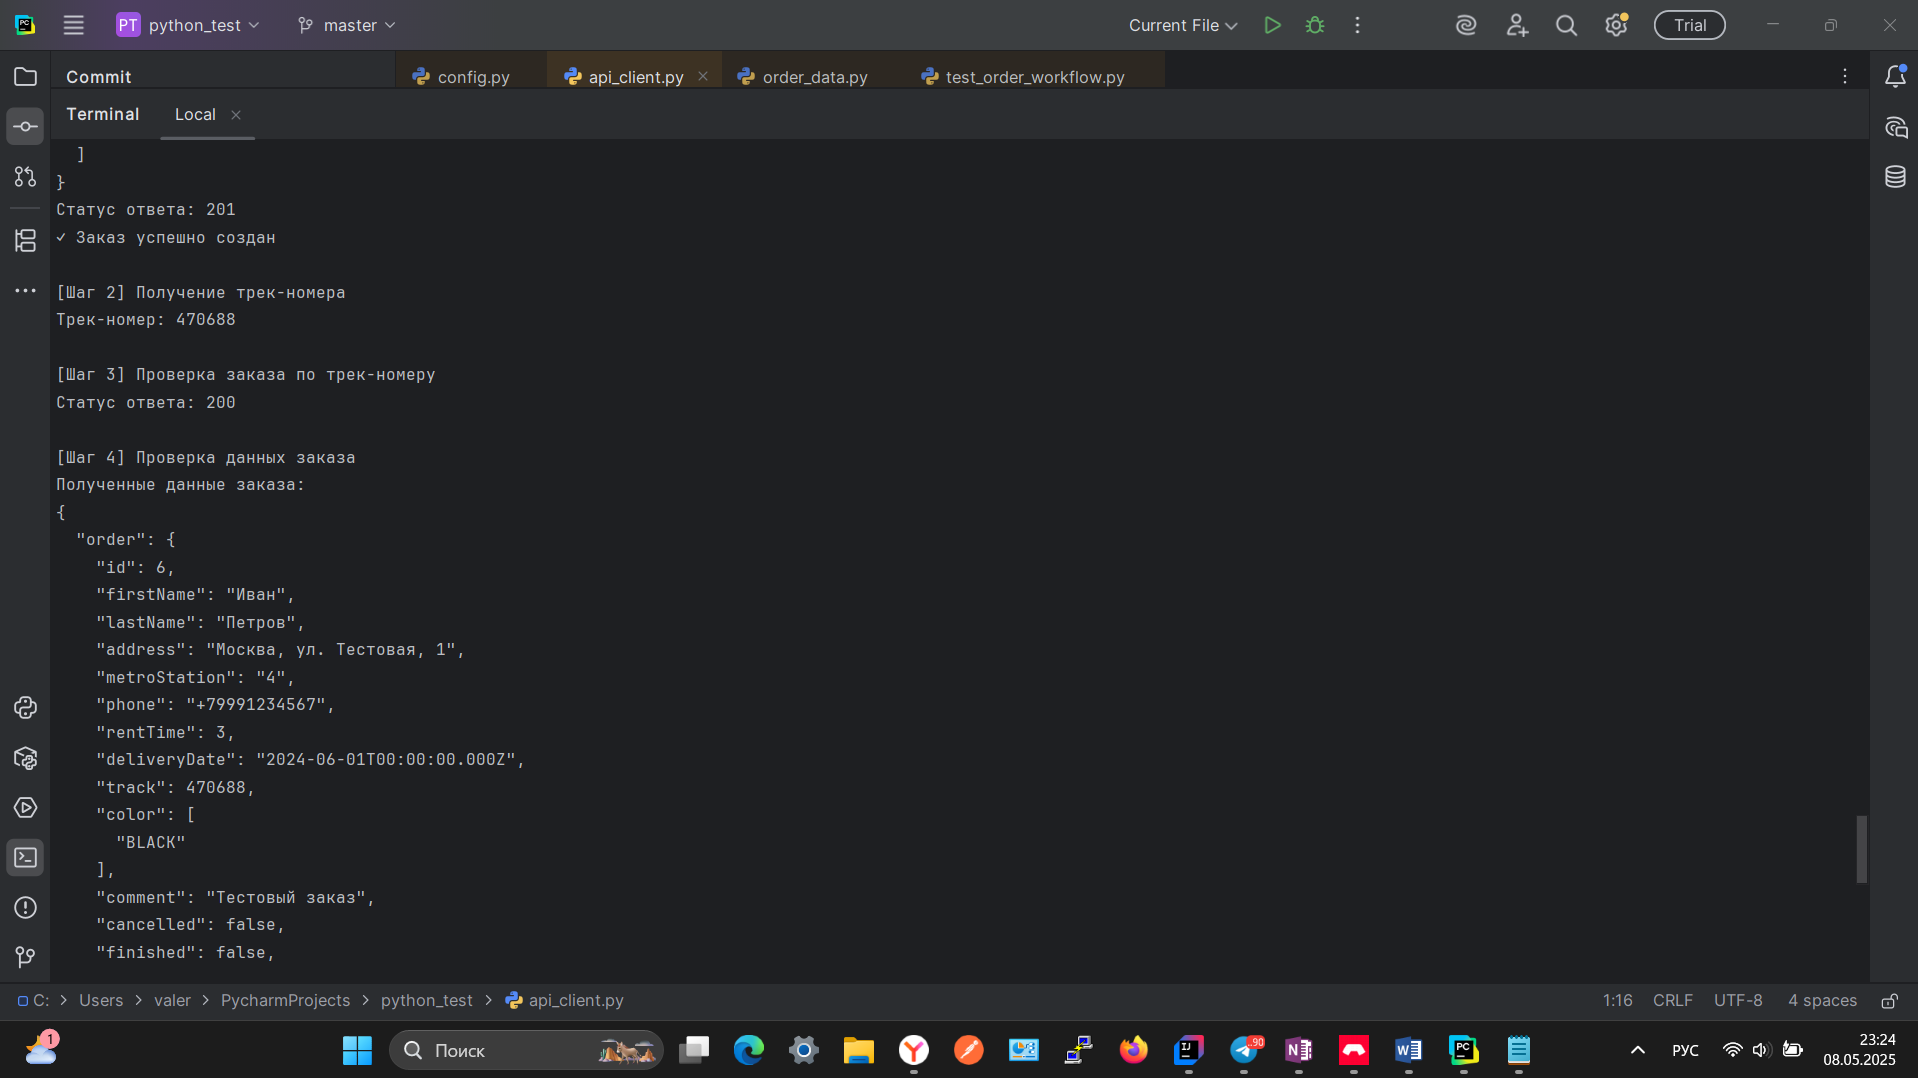 PT python_test master Current File Trial
Commit config.py api_client.py order_data.py test_order_workflow.py
Terminal Local
]
}
Статус ответа: 201
✓ Заказ успешно создан
[Шаг 2] Получение трек-номера
Трек-номер: 470688
[Шаг 3] Проверка заказа по трек-номеру
Статус ответа: 200
[Шаг 4] Проверка данных заказа
Полученные данные заказа:
{
"order": {
"id": 6,
"firstName": "Иван",
"lastName": "Петров",
"address": "Москва, ул. Тестовая, 1",
"metroStation": "4",
"phone": "+79991234567",
"rentTime": 3,
"deliveryDate": "2024-06-01T00:00:00.000Z",
"track": 470688,
"color": [
"BLACK"
],
"comment": "Тестовый заказ",
"cancelled": false,
"finished": false,
C: > Users > valer > PycharmProjects > python_test > api_client.py 1:16 CRLF UTF-8 4 spaces
1 Поиск 90 РУС 23:24
08.05.2025